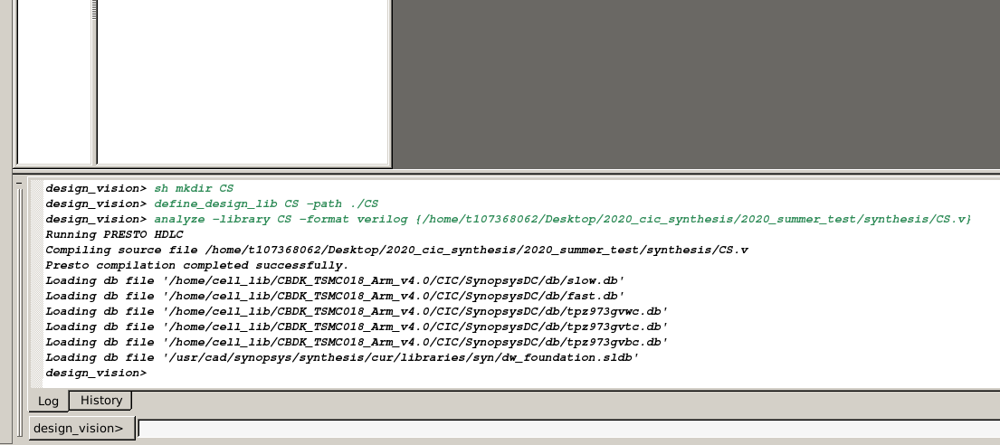 design_vision> sh mkdir CS
design_vision> define_design_lib CS -path ./CS
design_vision> analyze -library CS -format verilog {/home/t107368062/Desktop/2020_cic_synthesis/2020_summer_test/synthesis/CS.v}
Running PRESTO HDLC
Compiling source file /home/t107368062/Desktop/2020_cic_synthesis/2020_summer_test/synthesis/CS.v
Presto compilation completed successfully.
Loading db file '/home/cell_lib/CBDK_TSMC018_Arm_v4.0/CIC/SynopsysDC/db/slow.db'
Loading db file '/home/cell_lib/CBDK_TSMC018_Arm_v4.0/CIC/SynopsysDC/db/fast.db'
Loading db file '/home/cell_lib/CBDK_TSMC018_Arm_v4.0/CIC/SynopsysDC/db/tpz973gvwc.db'
Loading db file '/home/cell_lib/CBDK_TSMC018_Arm_v4.0/CIC/SynopsysDC/db/tpz973gvtc.db'
Loading db file '/home/cell_lib/CBDK_TSMC018_Arm_v4.0/CIC/SynopsysDC/db/tpz973gvbc.db'
Loading db file '/usr/cad/synopsys/synthesis/cur/libraries/syn/dw_foundation.sldb'
design_vision>
Log History
design_vision>